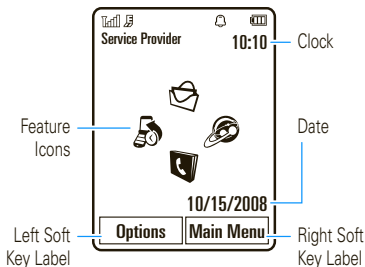 Service Provider
10:10
Clock
Feature
Icons
Date
10/15/2008
Options
Main Menu
Left Soft
Key Label
Right Soft
Key Label